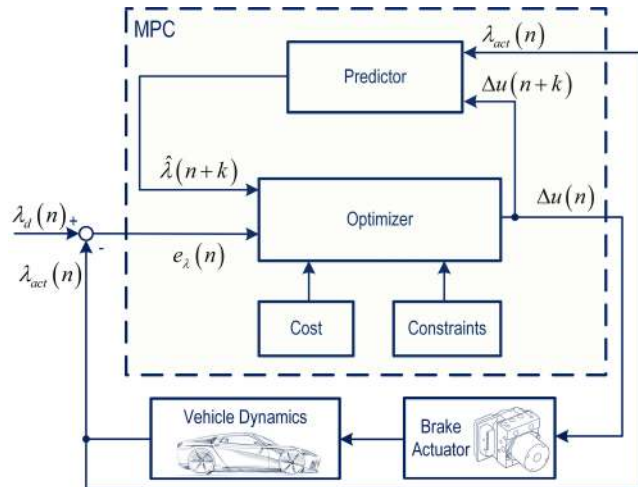 MPC
λ_act(n)
Predictor
Δu(n+k)
λ̂(n+k)
λ_d(n)
+
Optimizer
Δu(n)
-
λ_act(n)
e_λ(n)
Cost
Constraints
Vehicle Dynamics
Brake
Actuator